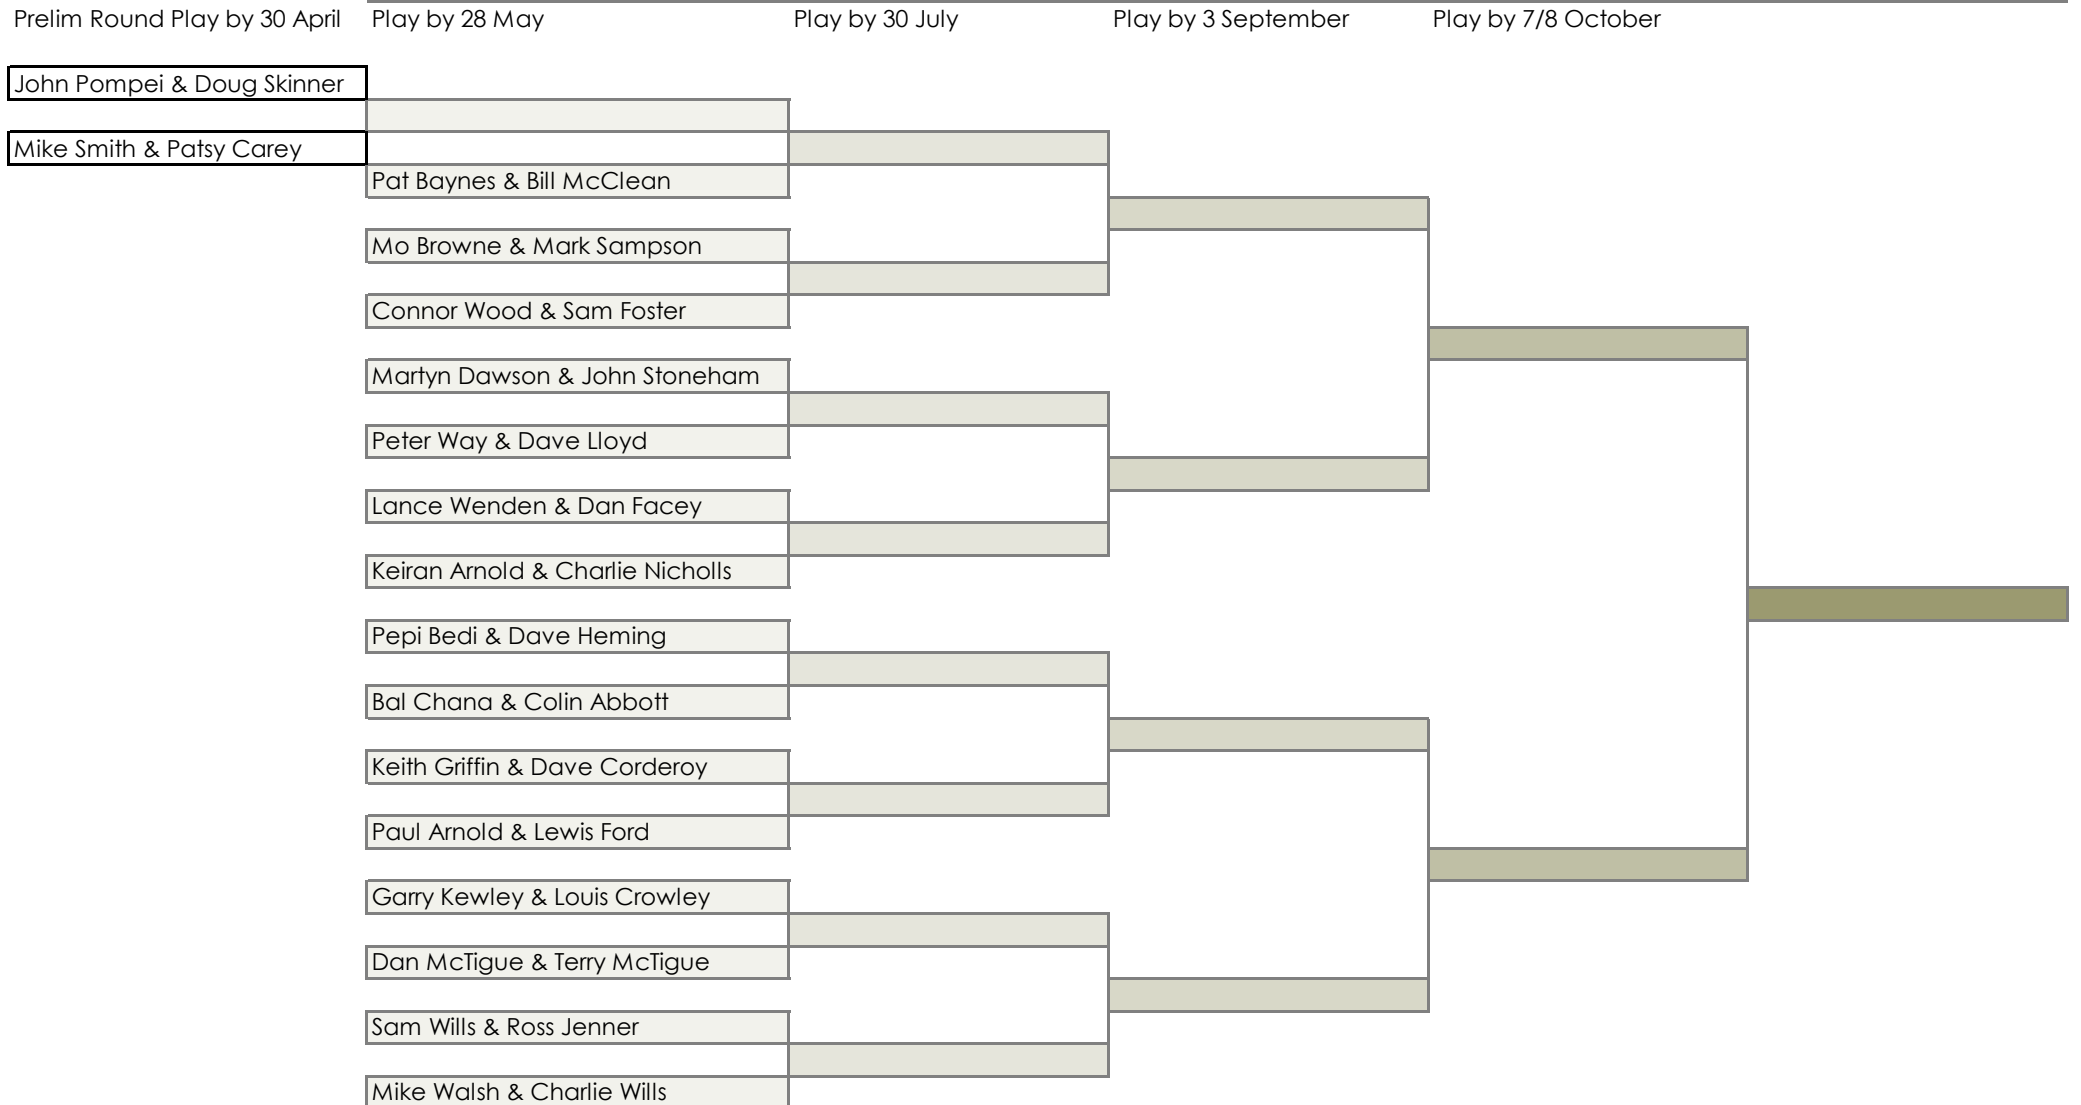 Prelim Round Play by 30 April
Play by 28 May
Play by 30 July
Play by 3 September
Play by 7/8 October
John Pompei & Doug Skinner
Mike Smith & Patsy Carey
Pat Baynes & Bill McClean
Mo Browne & Mark Sampson
Connor Wood & Sam Foster
Martyn Dawson & John Stoneham
Peter Way & Dave Lloyd
Lance Wenden & Dan Facey
Keiran Arnold & Charlie Nicholls
Pepi Bedi & Dave Heming
Bal Chana & Colin Abbott
Keith Griffin & Dave Corderoy
Paul Arnold & Lewis Ford
Garry Kewley & Louis Crowley
Dan McTigue & Terry McTigue
Sam Wills & Ross Jenner
Mike Walsh & Charlie Wills